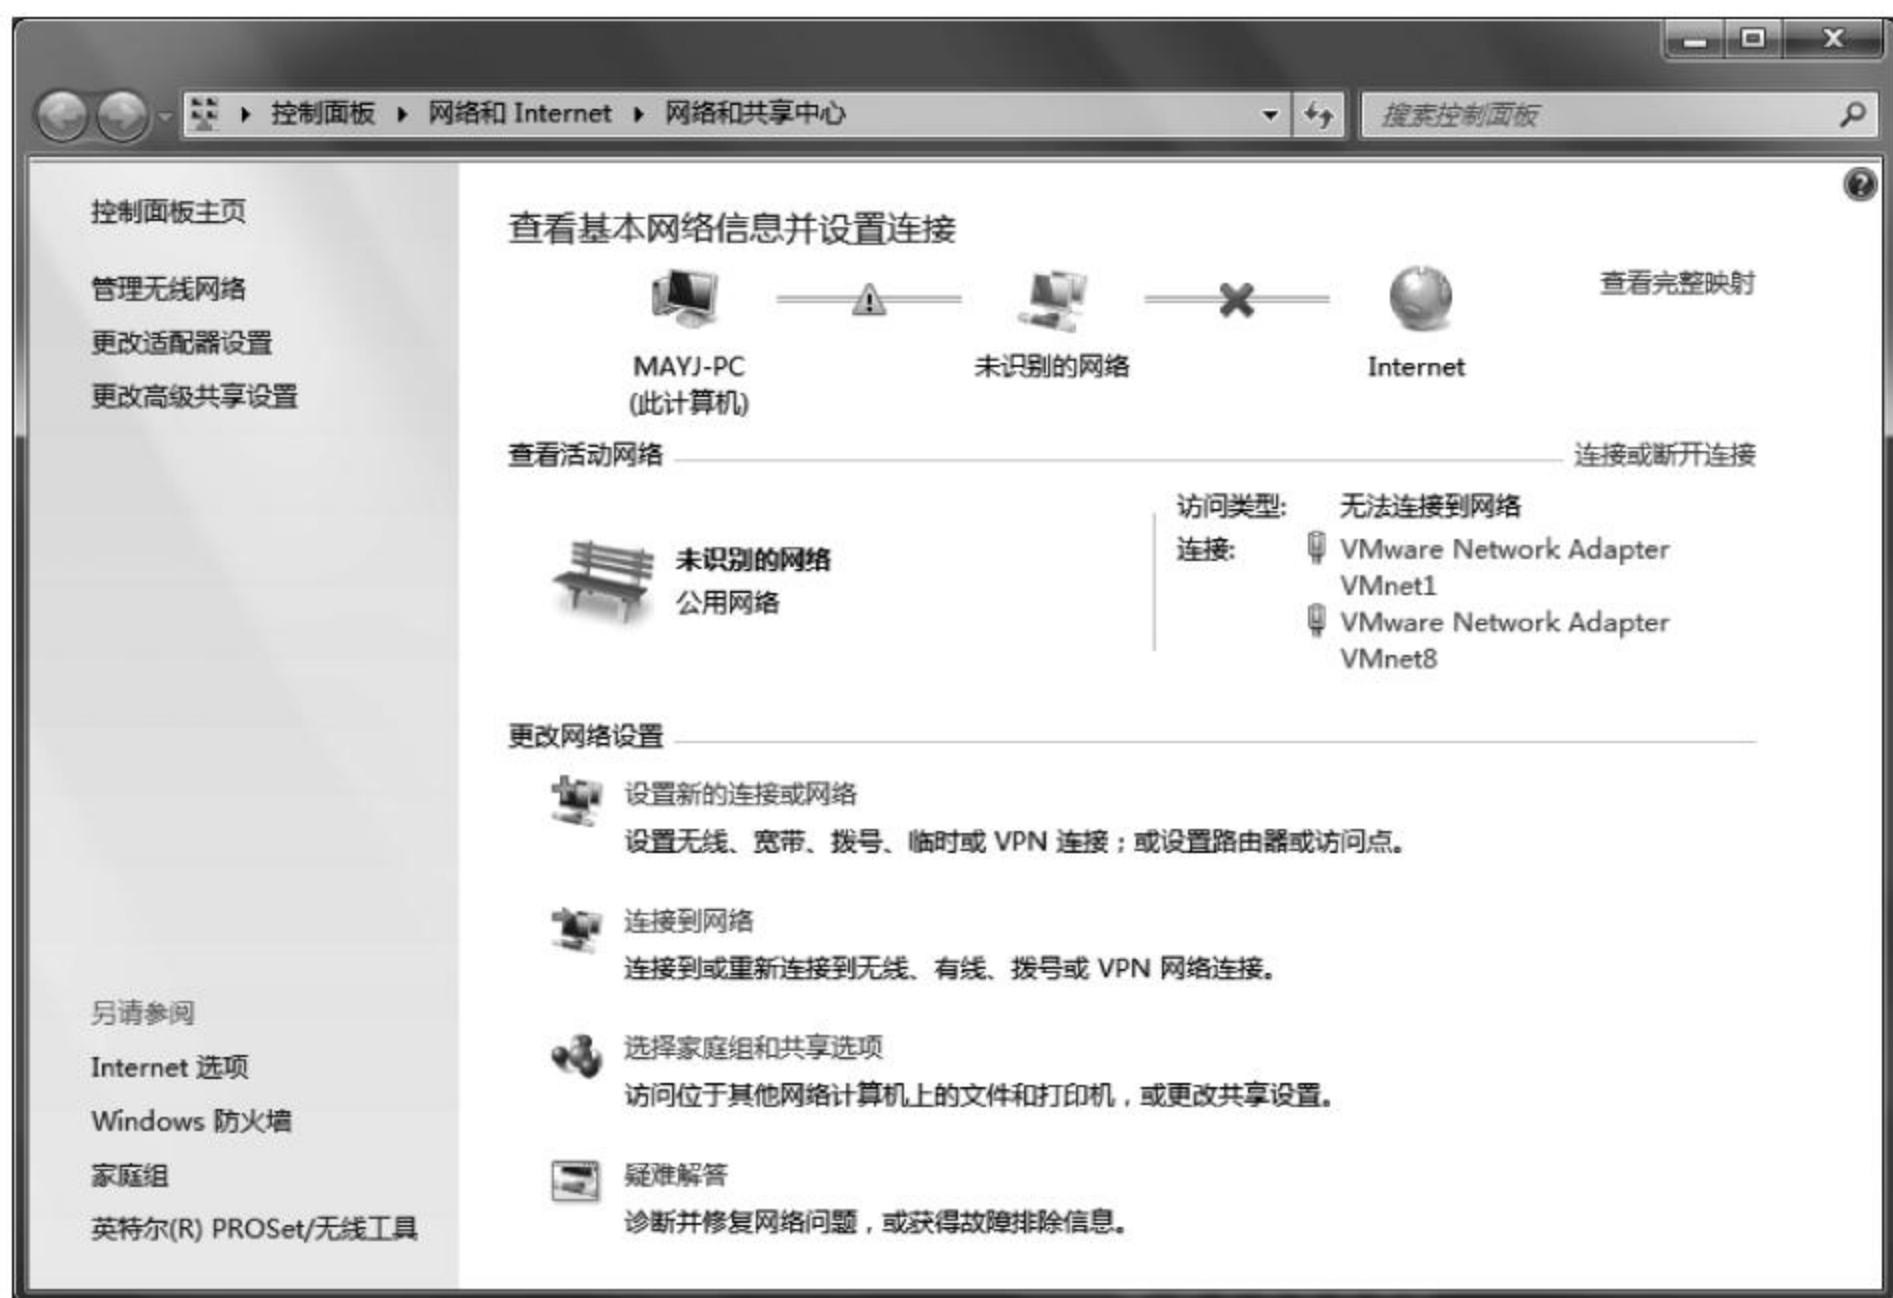 控制面板 网络和 Internet 网络和共享中心
搜索控制面板
控制面板主页
管理无线网络
更改适配器设置
更改高级共享设置
另请参阅
Internet 选项
Windows 防火墙
家庭组
英特尔(R) PROSet/无线工具
查看基本网络信息并设置连接
查看完整映射
MAYJ-PC
(此计算机)
未识别的网络
Internet
查看活动网络
连接或断开连接
未识别的网络
公用网络
访问类型: 无法连接到网络
连接: VMware Network Adapter
VMnet1
VMware Network Adapter
VMnet8
更改网络设置
设置新的连接或网络
设置无线、宽带、拨号、临时或 VPN 连接；或设置路由器或访问点。
连接到网络
连接到或重新连接到无线、有线、拨号或 VPN 网络连接。
选择家庭组和共享选项
访问位于其他网络计算机上的文件和打印机，或更改共享设置。
疑难解答
诊断并修复网络问题，或获得故障排除信息。